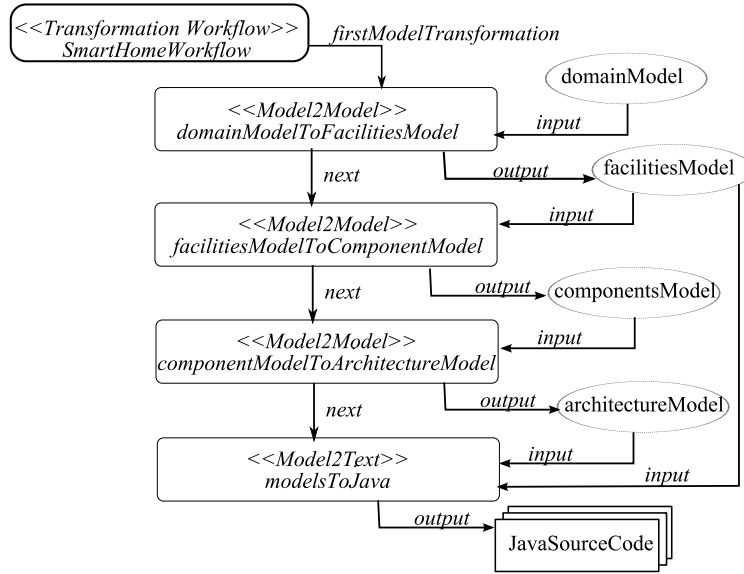 <<Transformation Workflow>>
SmartHomeWorkflow
firstModelTransformation
domainModel
<<Model2Model>>
domainModelToFacilitiesModel
input
next
output
facilitiesModel
<<Model2Model>>
facilitiesModelToComponentModel
input
next
output
componentsModel
<<Model2Model>>
componentModelToArchitectureModel
input
next
output
architectureModel
<<Model2Text>>
modelsToJava
input
input
output
JavaSourceCode